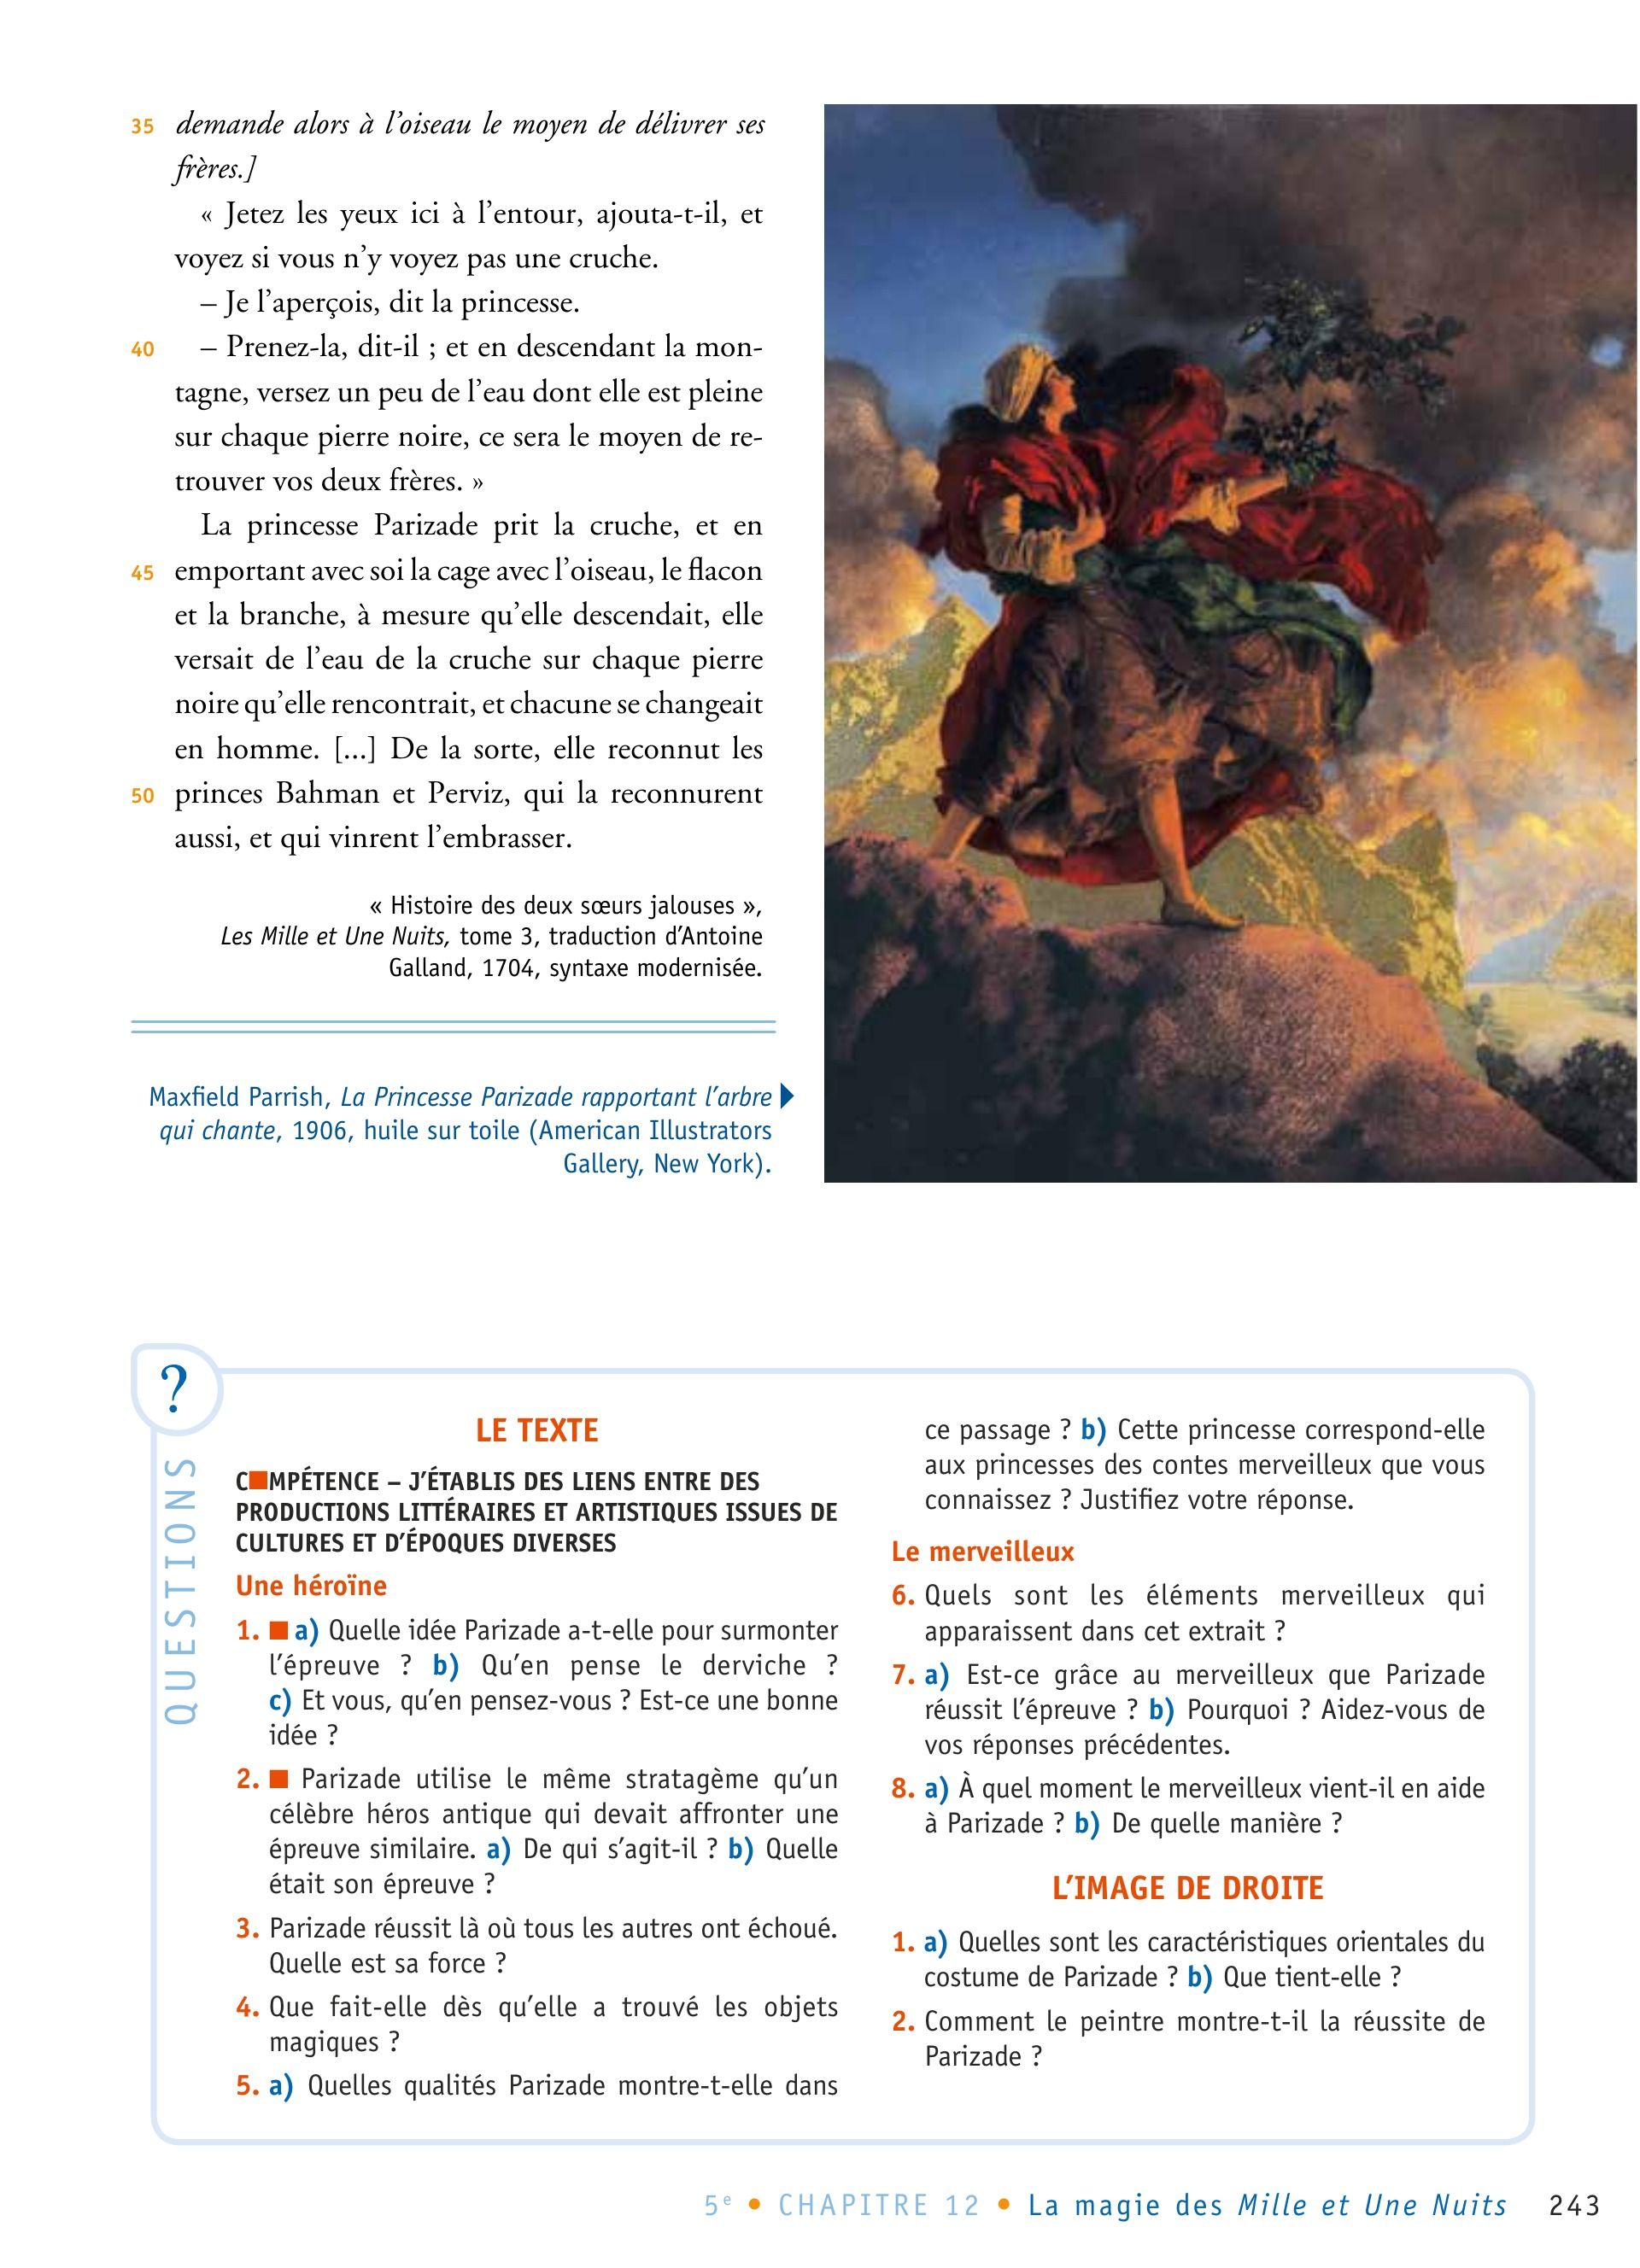 35 demande alors à l’oiseau le moyen de délivrer ses
frères.]
« Jetez les yeux ici à l’entour, ajouta-t-il, et
voyez si vous n’y voyez pas une cruche.
– Je l’aperçois, dit la princesse.
40 – Prenez-la, dit-il ; et en descendant la mon-
tagne, versez un peu de l’eau dont elle est pleine
sur chaque pierre noire, ce sera le moyen de re-
trouver vos deux frères. »
La princesse Parizade prit la cruche, et en
45 emportant avec soi la cage avec l’oiseau, le flacon
et la branche, à mesure qu’elle descendait, elle
versait de l’eau de la cruche sur chaque pierre
noire qu’elle rencontrait, et chacune se changeait
en homme. [...] De la sorte, elle reconnut les
50 princes Bahman et Perviz, qui la reconnurent
aussi, et qui vinrent l’embrasser.
« Histoire des deux sœurs jalouses »,
Les Mille et Une Nuits, tome 3, traduction d’Antoine
Galland, 1704, syntaxe modernisée.
Maxfield Parrish, La Princesse Parizade rapportant l’arbre
qui chante, 1906, huile sur toile (American Illustrators
Gallery, New York).
?
QUESTIONS
LE TEXTE
C■MPÉTENCE – J’ÉTABLIS DES LIENS ENTRE DES
PRODUCTIONS LITTÉRAIRES ET ARTISTIQUES ISSUES DE
CULTURES ET D’ÉPOQUES DIVERSES
Une héroïne
1. ■ a) Quelle idée Parizade a-t-elle pour surmonter
l’épreuve ? b) Qu’en pense le derviche ?
c) Et vous, qu’en pensez-vous ? Est-ce une bonne
idée ?
2. ■ Parizade utilise le même stratagème qu’un
célèbre héros antique qui devait affronter une
épreuve similaire. a) De qui s’agit-il ? b) Quelle
était son épreuve ?
3. Parizade réussit là où tous les autres ont échoué.
Quelle est sa force ?
4. Que fait-elle dès qu’elle a trouvé les objets
magiques ?
5. a) Quelles qualités Parizade montre-t-elle dans
ce passage ? b) Cette princesse correspond-elle
aux princesses des contes merveilleux que vous
connaissez ? Justifiez votre réponse.
Le merveilleux
6. Quels sont les éléments merveilleux qui
apparaissent dans cet extrait ?
7. a) Est-ce grâce au merveilleux que Parizade
réussit l’épreuve ? b) Pourquoi ? Aidez-vous de
vos réponses précédentes.
8. a) À quel moment le merveilleux vient-il en aide
à Parizade ? b) De quelle manière ?
L’IMAGE DE DROITE
1. a) Quelles sont les caractéristiques orientales du
costume de Parizade ? b) Que tient-elle ?
2. Comment le peintre montre-t-il la réussite de
Parizade ?
5e • CHAPITRE 12 • La magie des Mille et Une Nuits 243